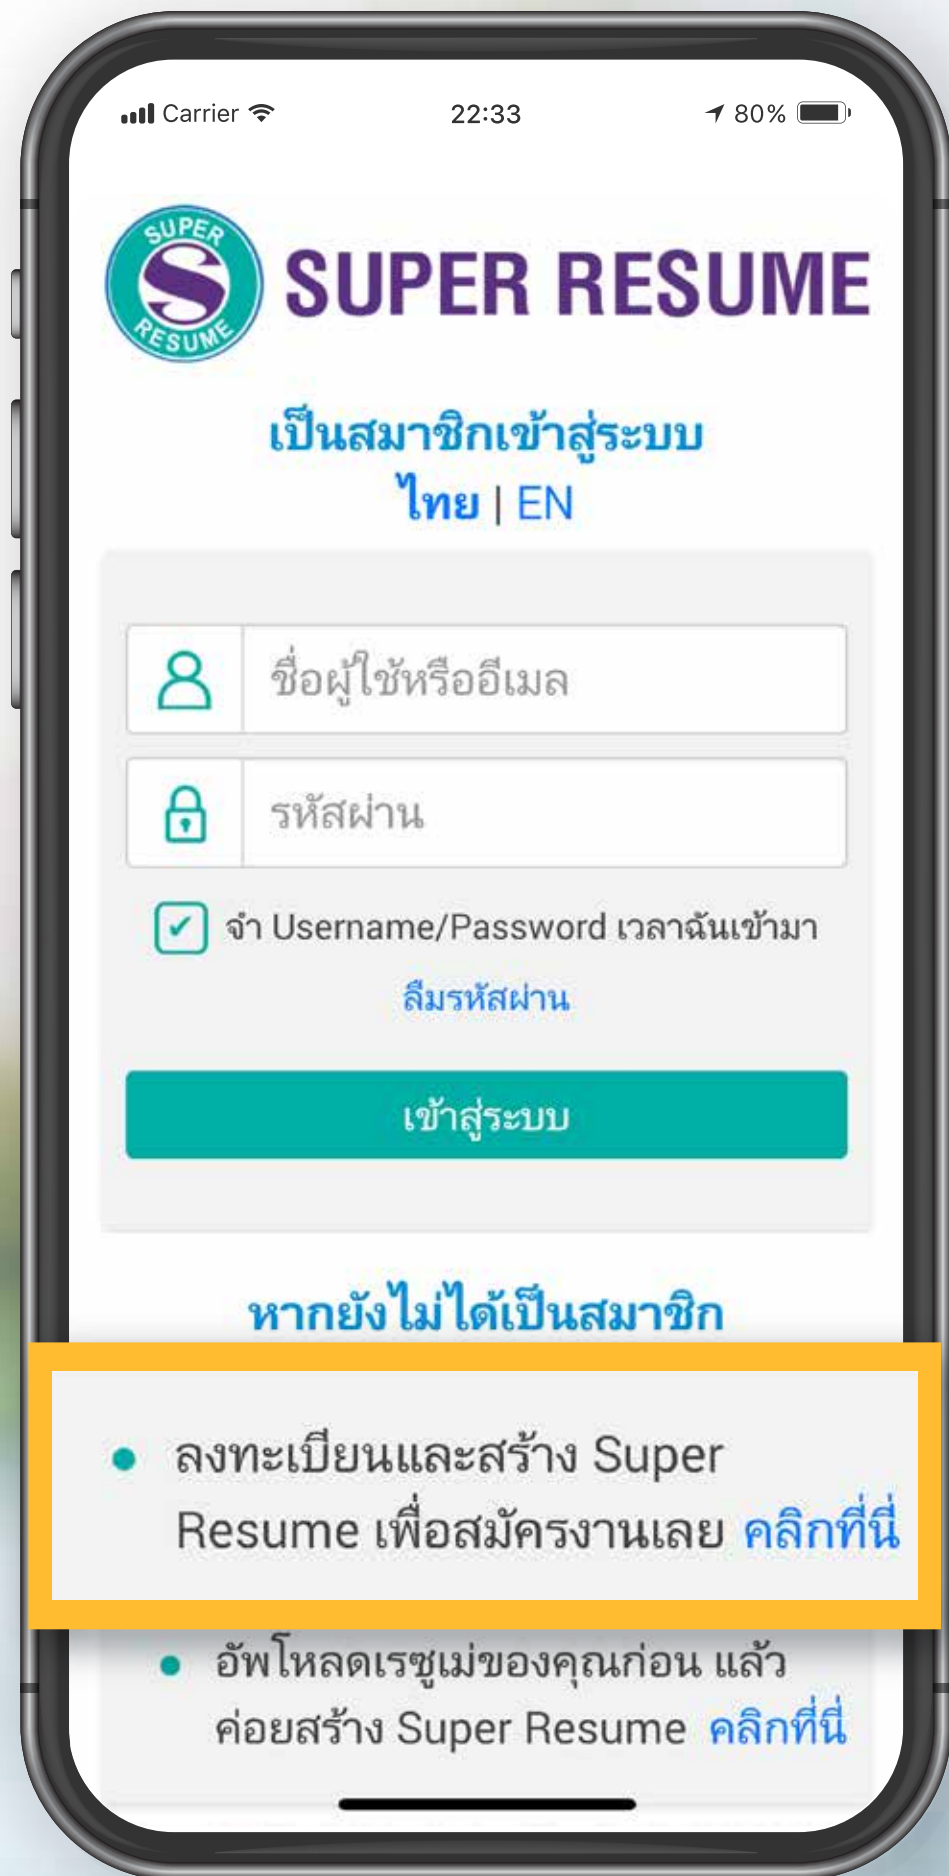 Carrier 22:33 80%
SUPER
S
RESUME
SUPER RESUME
เป็นสมาชิกเข้าสู่ระบบ
ไทย | EN
ชื่อผู้ใช้หรืออีเมล
รหัสผ่าน
จำ Username/Password เวลาฉันเข้ามา
ลืมรหัสผ่าน
เข้าสู่ระบบ
หากยังไม่ได้เป็นสมาชิก
• ลงทะเบียนและสร้าง Super
Resume เพื่อสมัครงานเลย คลิกที่นี่
• อัพโหลดเรซูเม่ของคุณก่อน แล้ว
ค่อยสร้าง Super Resume คลิกที่นี่